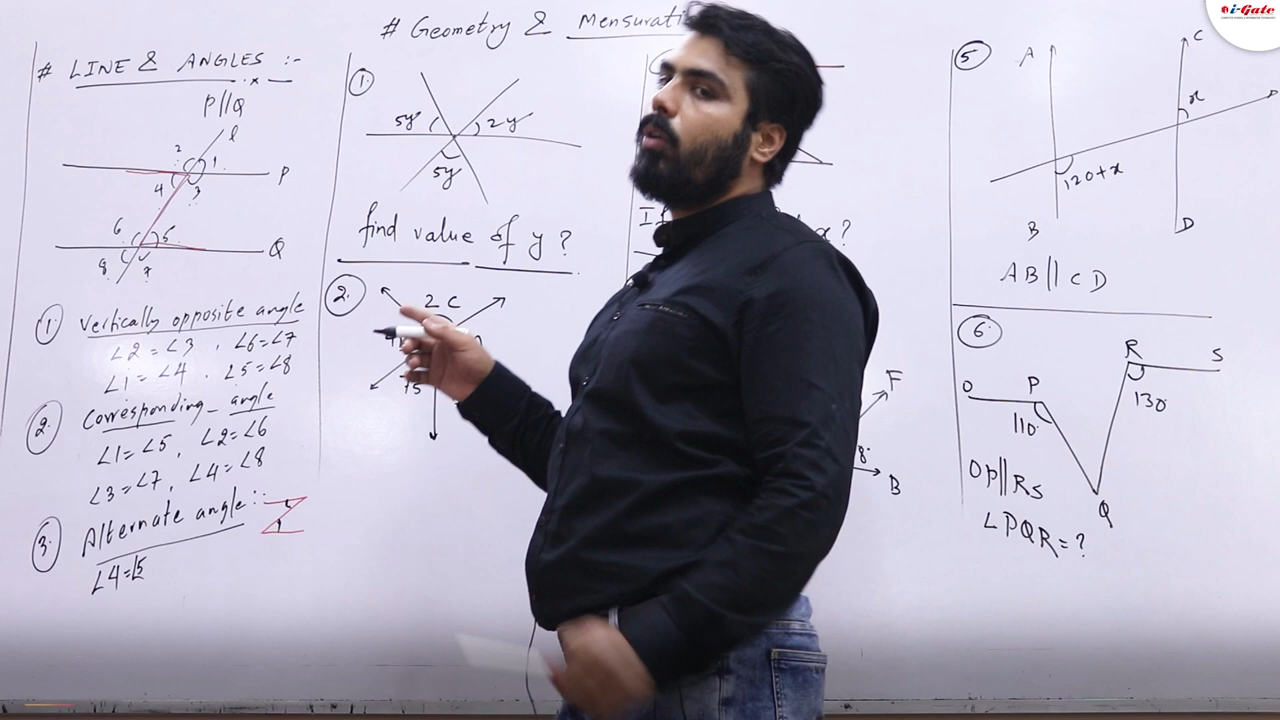 i-Gate
# Geometry &
# LINE & ANGLES :-
P||Q
l
2
1
4
3
P
6
5
8
7
Q
① Vertically opposite angle
∠2=∠3 , ∠6=∠7
∠1=∠4 , ∠5=∠8
② Corresponding angle
∠1=∠5 , ∠2=∠6
∠3=∠7 , ∠4=∠8
③ Alternate angle :-
∠4=∠5
①
5y
2y
5y
find value of y ?
②
2C
75
x?
F
8°
B
⑤
A
C
x
120+x
B
D
AB||CD
⑥
R
S
O
P
130
110°
OP||RS
Q
∠PQR=?